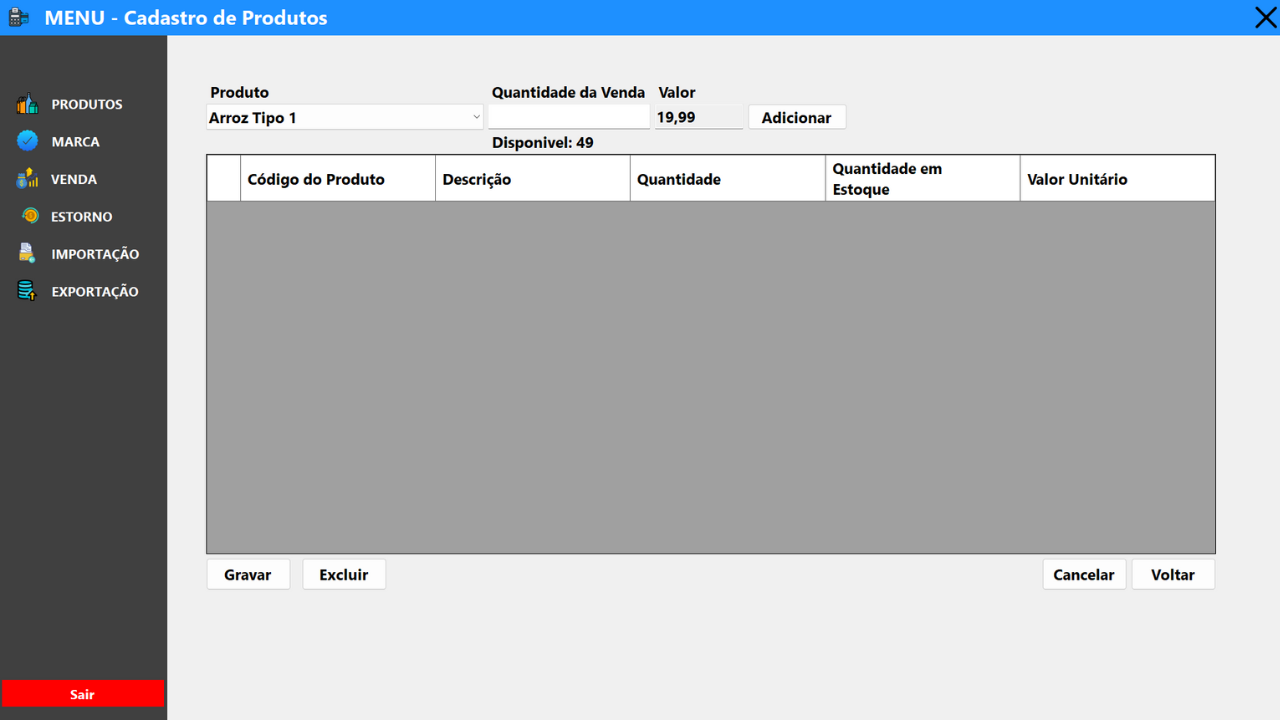 MENU - Cadastro de Produtos
PRODUTOS
MARCA
VENDA
ESTORNO
IMPORTAÇÃO
EXPORTAÇÃO
Sair
Produto
Quantidade da Venda
Valor
Arroz Tipo 1
19,99
Adicionar
Disponivel: 49
Código do Produto
Descrição
Quantidade
Quantidade em
Estoque
Valor Unitário
Gravar
Excluir
Cancelar
Voltar